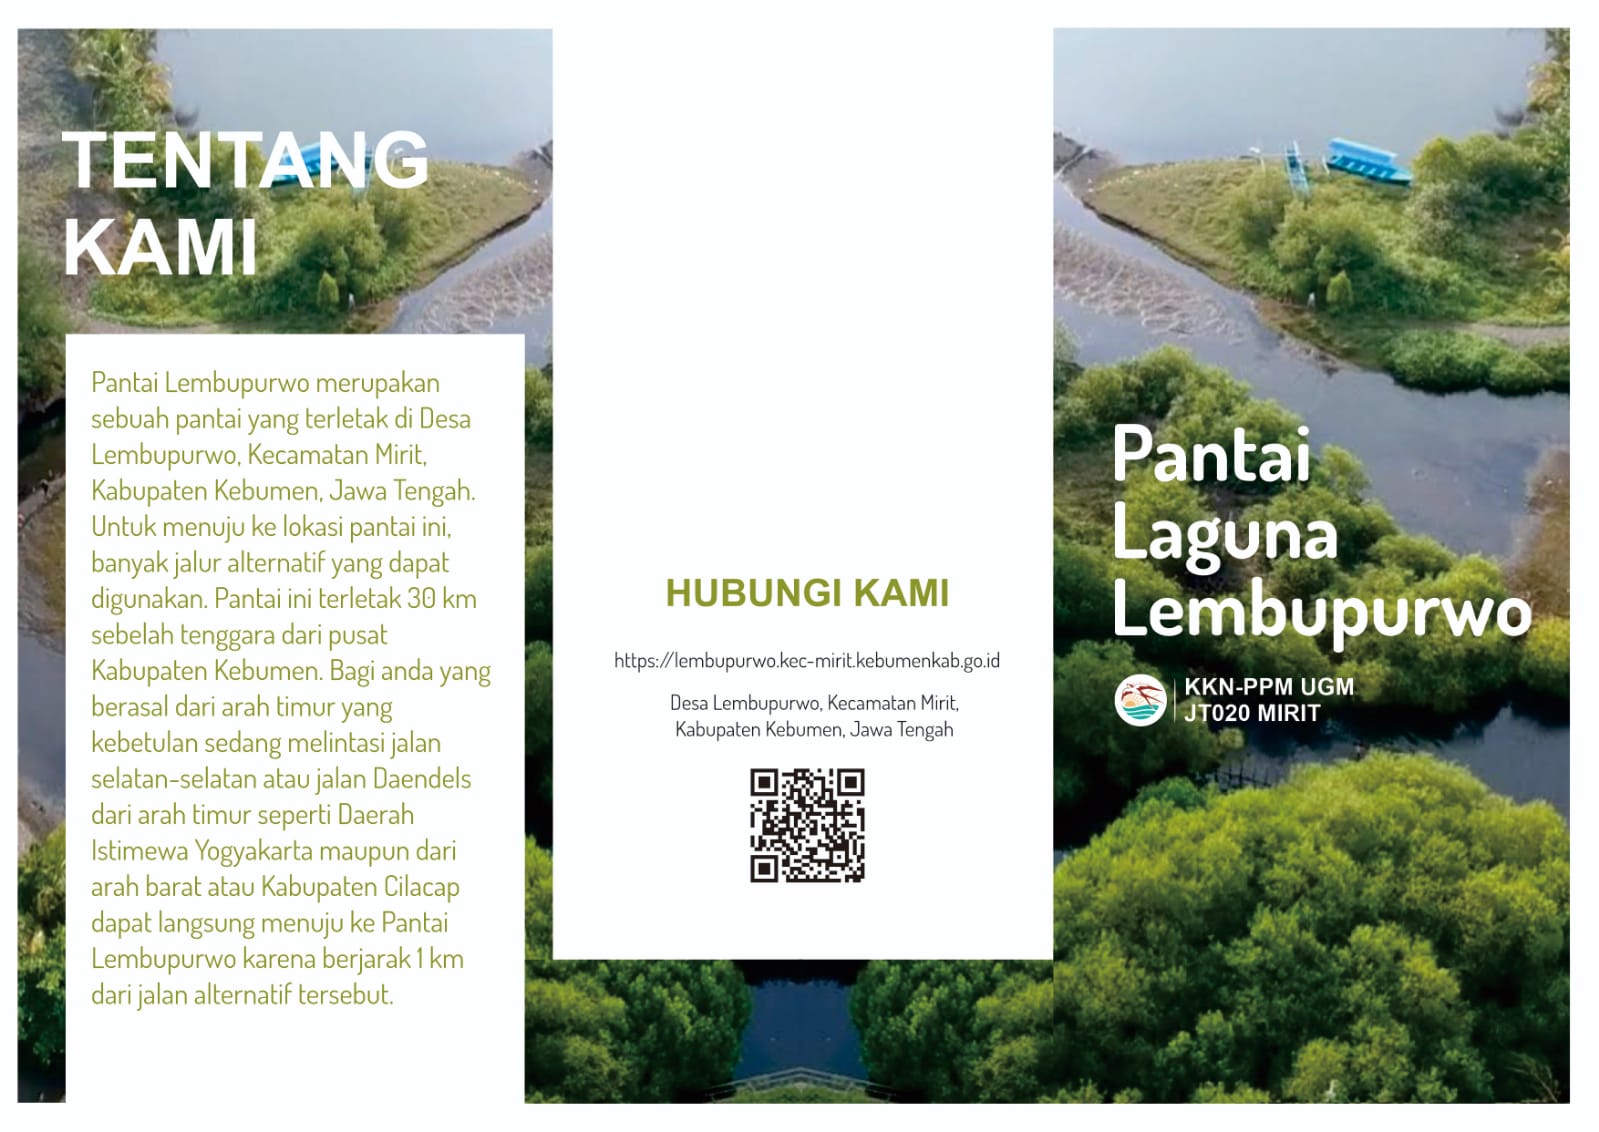 TENTANG
KAMI
Pantai Lembupurwo merupakan
sebuah pantai yang terletak di Desa
Lembupurwo, Kecamatan Mirit,
Kabupaten Kebumen, Jawa Tengah.
Untuk menuju ke lokasi pantai ini,
banyak jalur alternatif yang dapat
digunakan. Pantai ini terletak 30 km
sebelah tenggara dari pusat
Kabupaten Kebumen. Bagi anda yang
berasal dari arah timur yang
kebetulan sedang melintasi jalan
selatan-selatan atau jalan Daendels
dari arah timur seperti Daerah
Istimewa Yogyakarta maupun dari
arah barat atau Kabupaten Cilacap
dapat langsung menuju ke Pantai
Lembupurwo karena berjarak 1 km
dari jalan alternatif tersebut.
HUBUNGI KAMI
https://lembupurwo.kec-mirit.kebumenkab.go.id
Desa Lembupurwo, Kecamatan Mirit,
Kabupaten Kebumen, Jawa Tengah
Pantai
Laguna
Lembupurwo
KKN-PPM UGM
JT020 MIRIT